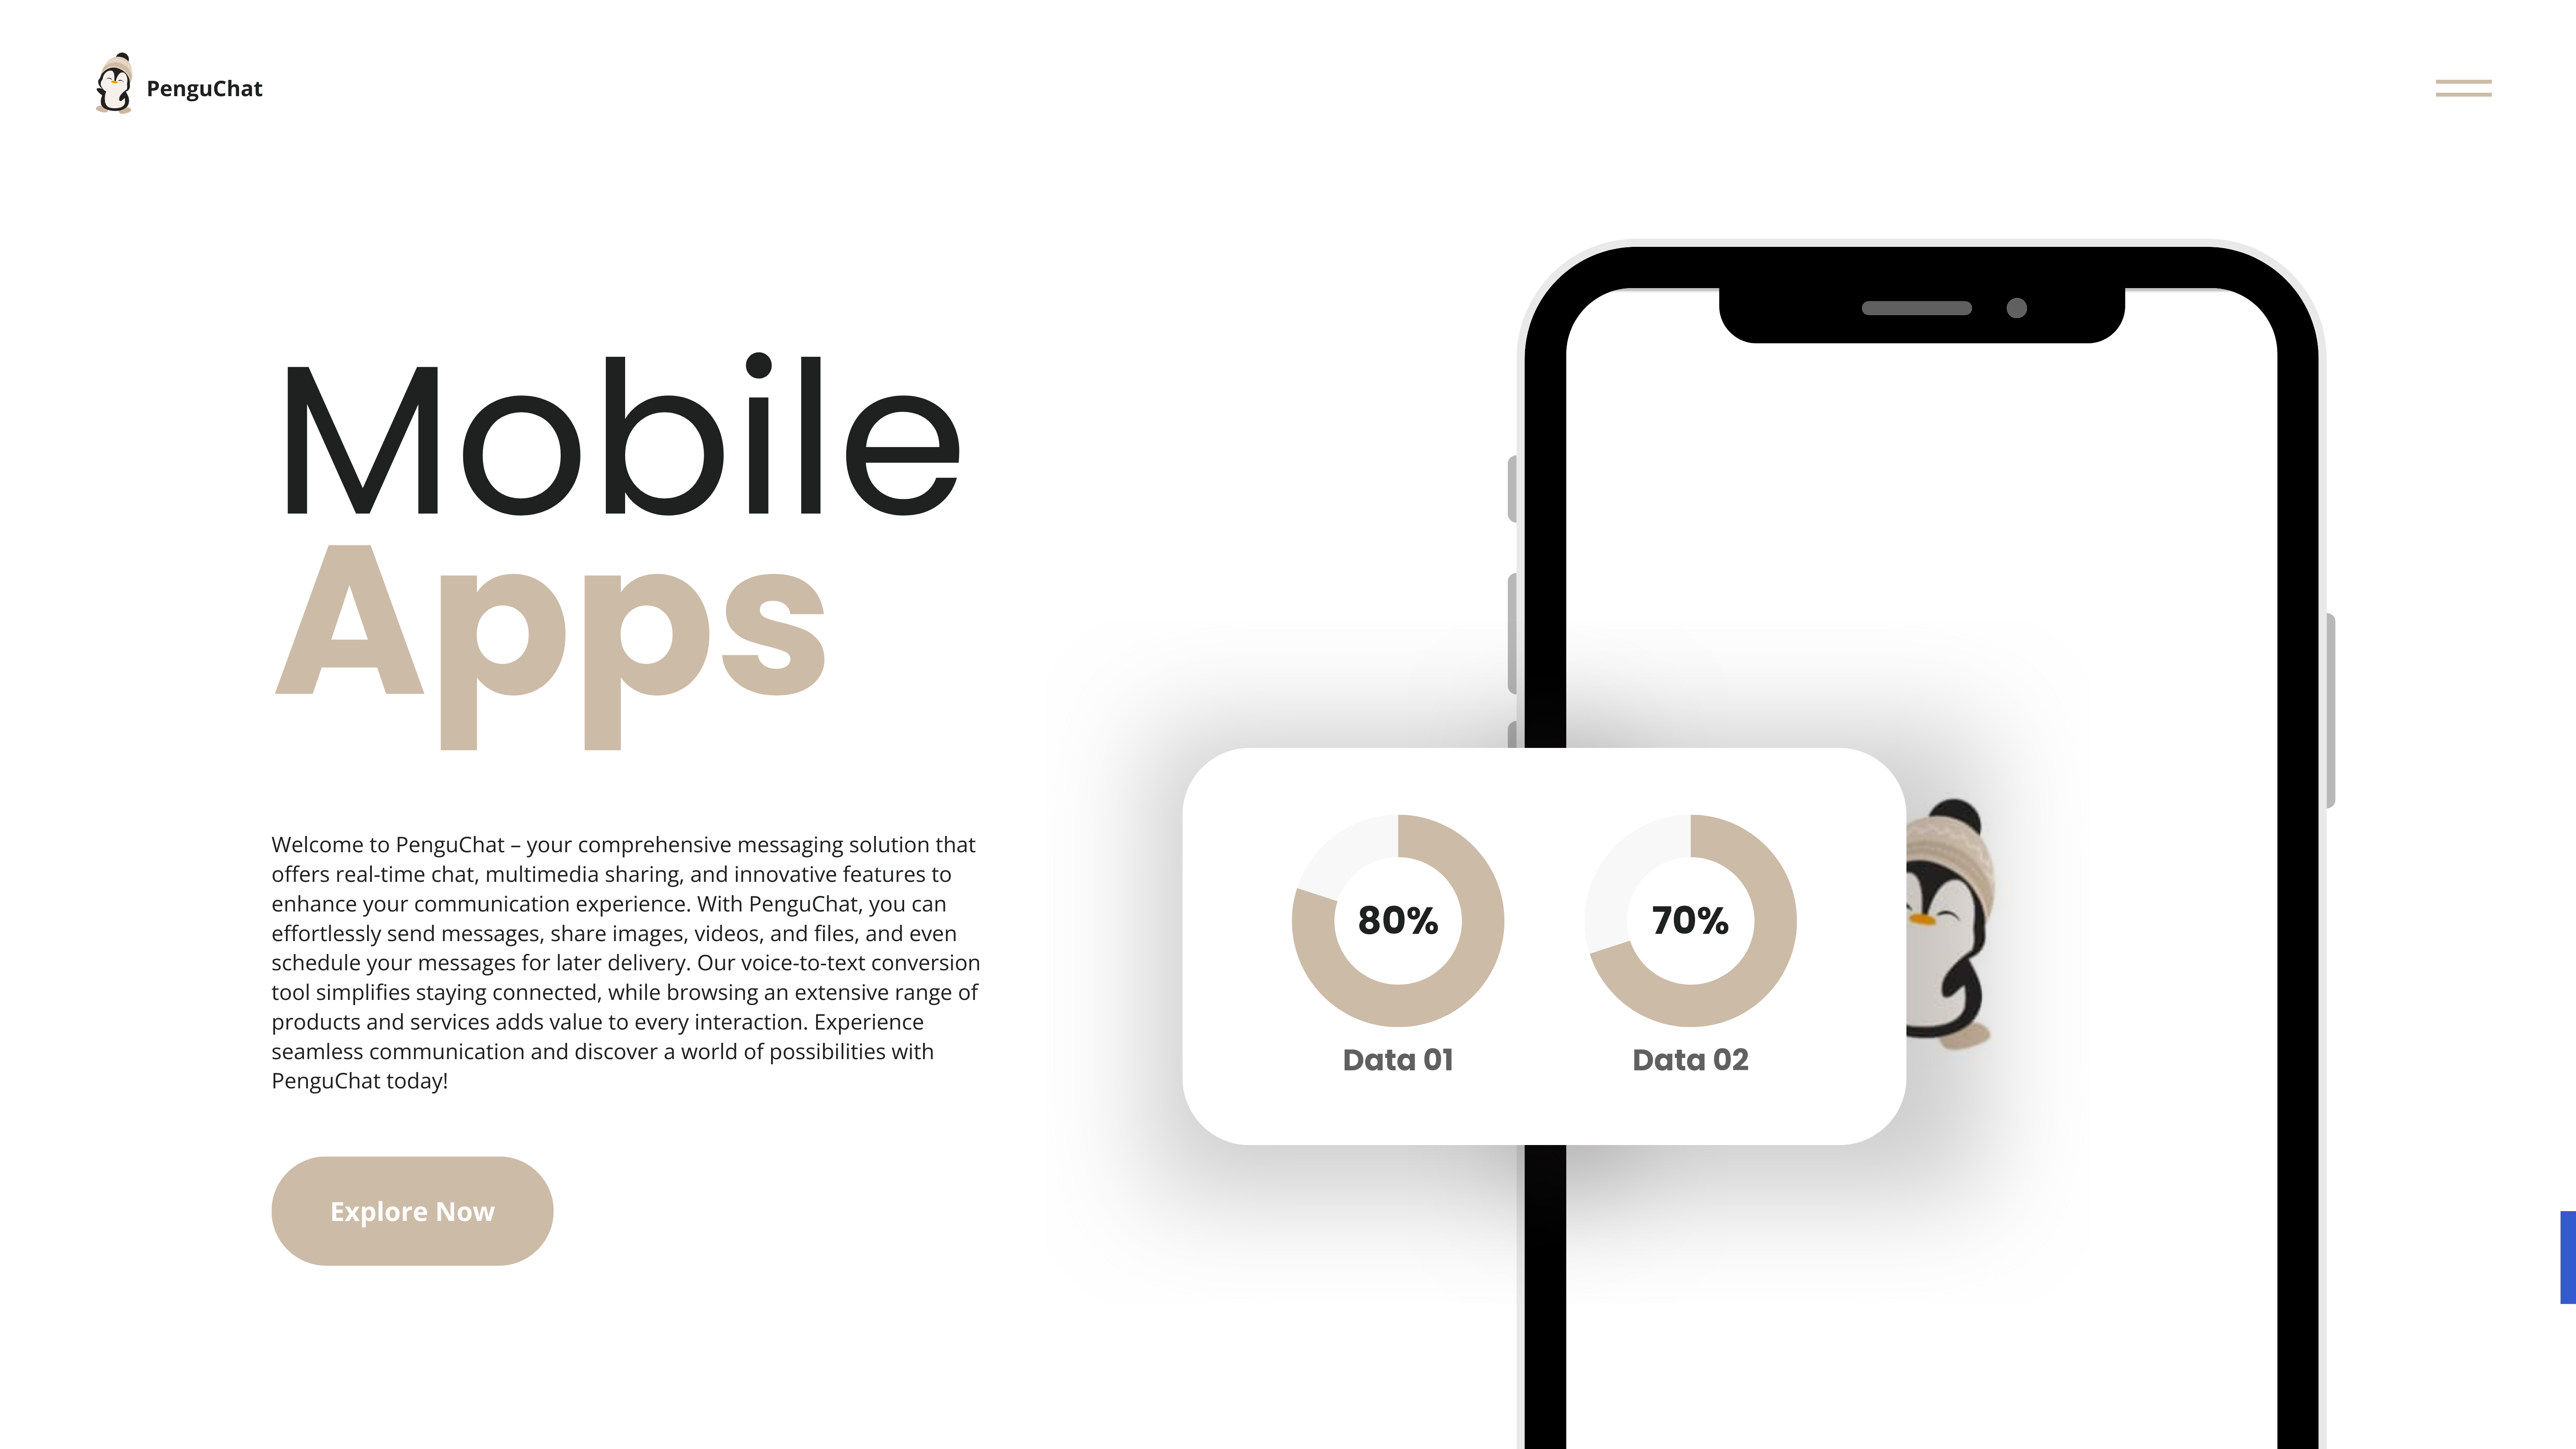 PenguChat
Mobile
Apps
Welcome to PenguChat – your comprehensive messaging solution that
offers real-time chat, multimedia sharing, and innovative features to
enhance your communication experience. With PenguChat, you can
effortlessly send messages, share images, videos, and files, and even
schedule your messages for later delivery. Our voice-to-text conversion
tool simplifies staying connected, while browsing an extensive range of
products and services adds value to every interaction. Experience
seamless communication and discover a world of possibilities with
PenguChat today!
Explore Now
80%
70%
Data 01
Data 02